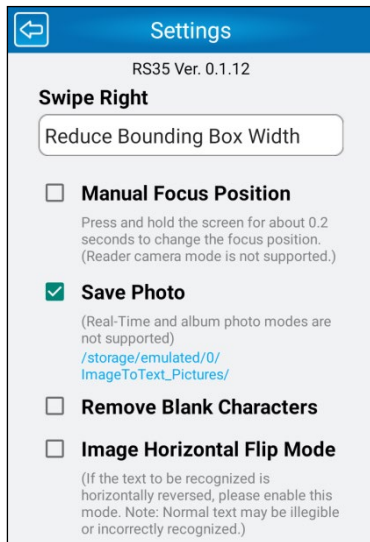 Settings
RS35 Ver. 0.1.12
Swipe Right
Reduce Bounding Box Width
Manual Focus Position
Press and hold the screen for about 0.2
seconds to change the focus position.
(Reader camera mode is not supported.)
Save Photo
(Real-Time and album photo modes are
not supported)
/storage/emulated/0/
ImageToText_Pictures/
Remove Blank Characters
Image Horizontal Flip Mode
(If the text to be recognized is
horizontally reversed, please enable this
mode. Note: Normal text may be illegible
or incorrectly recognized.)